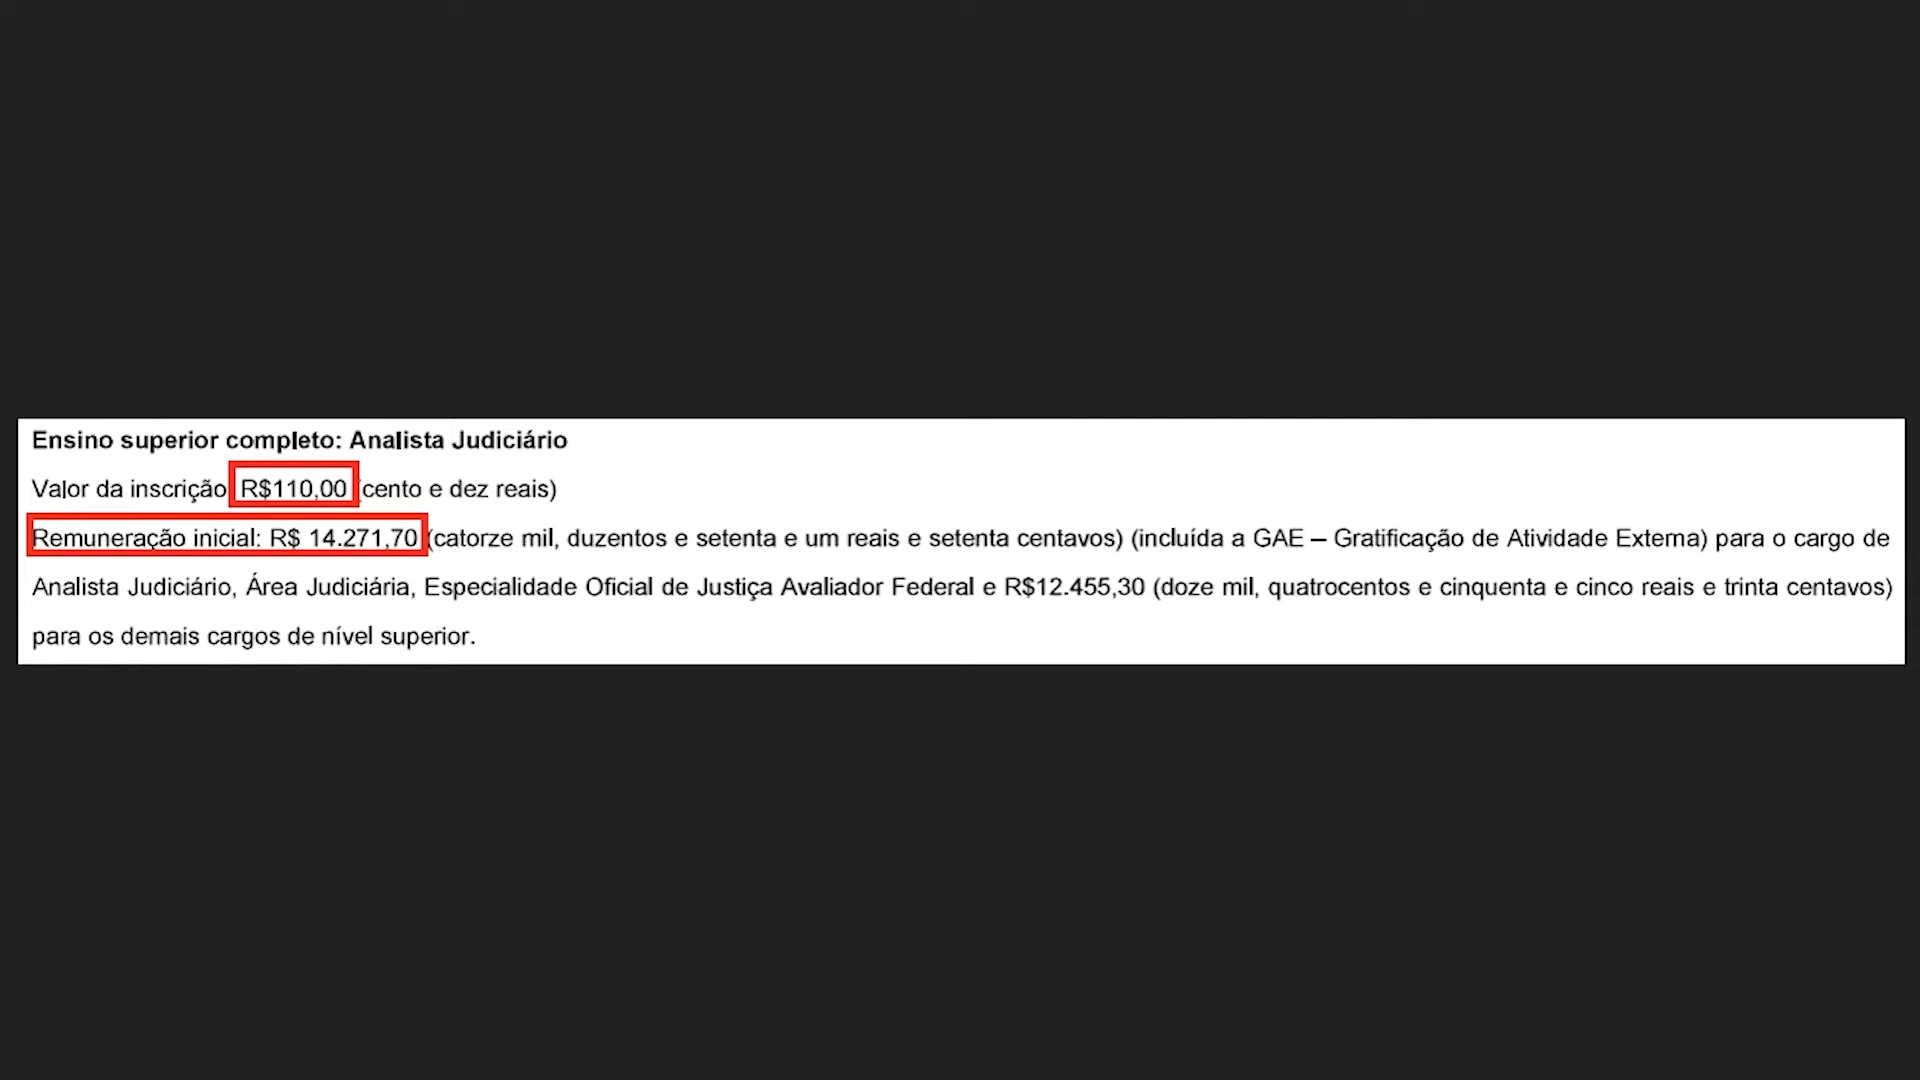 Ensino superior completo: Analista Judiciário
Valor da inscrição R$110,00 (cento e dez reais)
Remuneração inicial: R$ 14.271,70 (catorze mil, duzentos e setenta e um reais e setenta centavos) (incluída a GAE – Gratificação de Atividade Externa) para o cargo de
Analista Judiciário, Área Judiciária, Especialidade Oficial de Justiça Avaliador Federal e R$12.455,30 (doze mil, quatrocentos e cinquenta e cinco reais e trinta centavos)
para os demais cargos de nível superior.